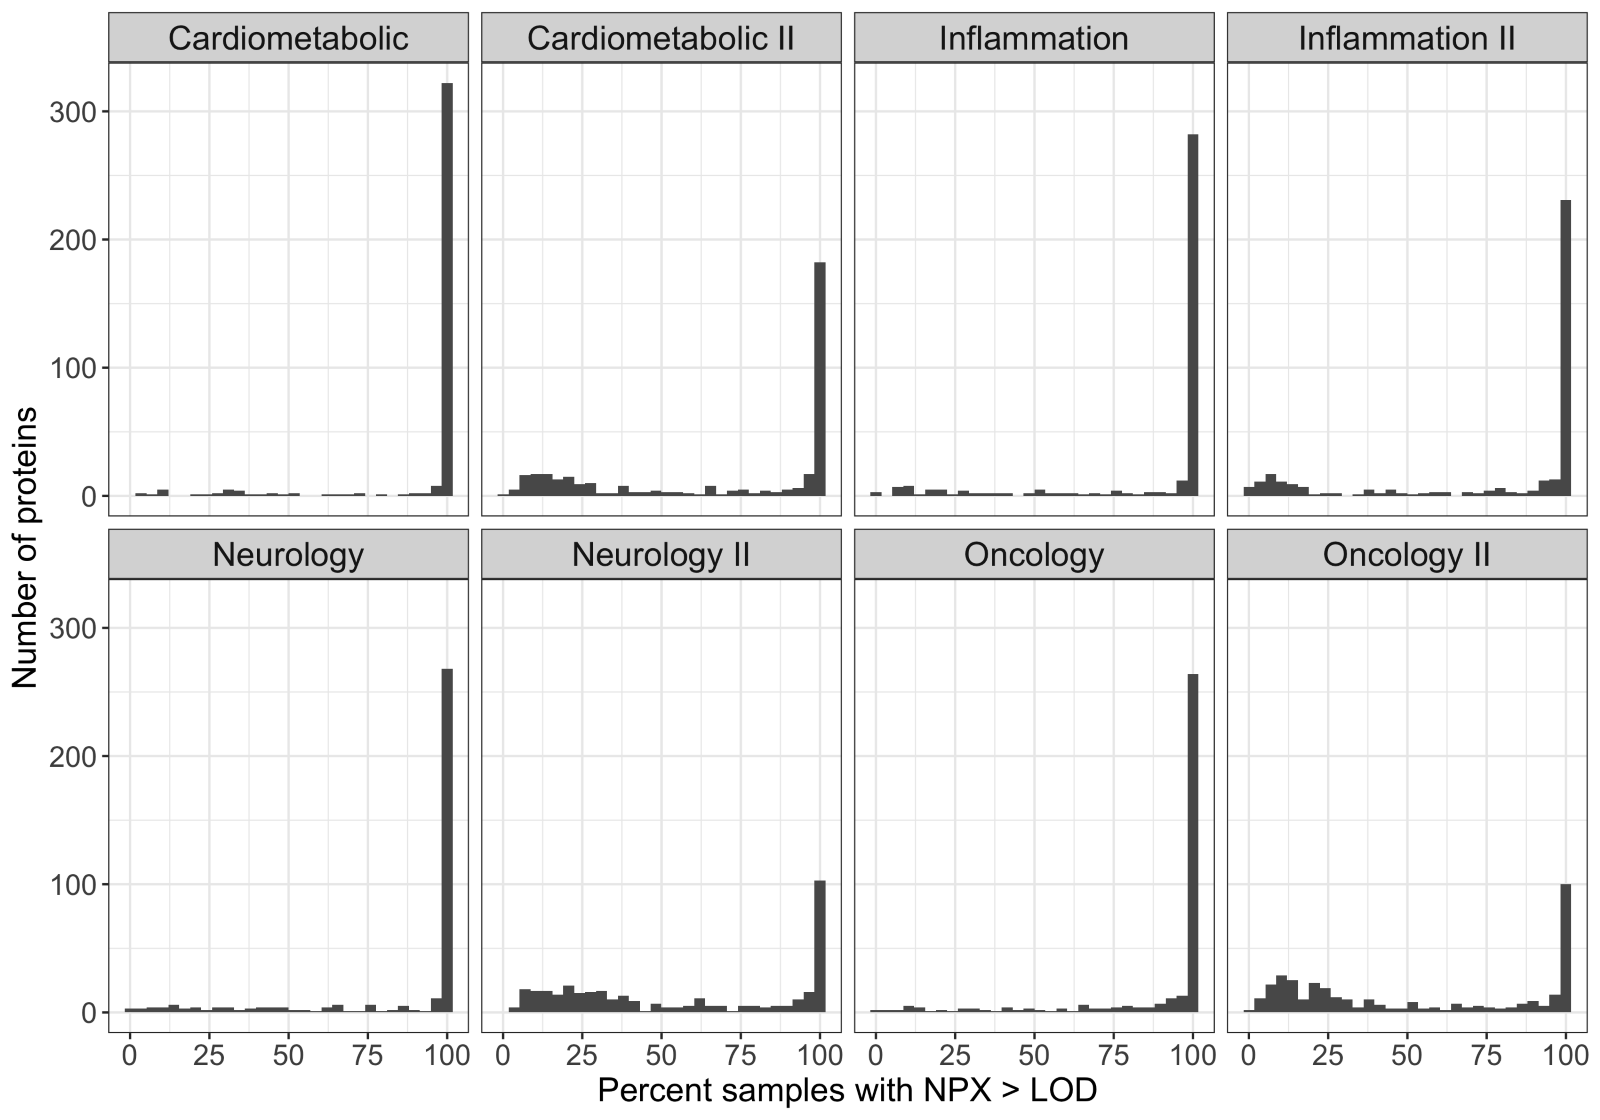 Cardiometabolic Cardiometabolic II Inflammation Inflammation II
300
200
100
0
Neurology Neurology II Oncology Oncology II
300
200
100
0
0 25 50 75 100 0 25 50 75 100 0 25 50 75 100 0 25 50 75 100
Percent samples with NPX > LOD
Number of proteins